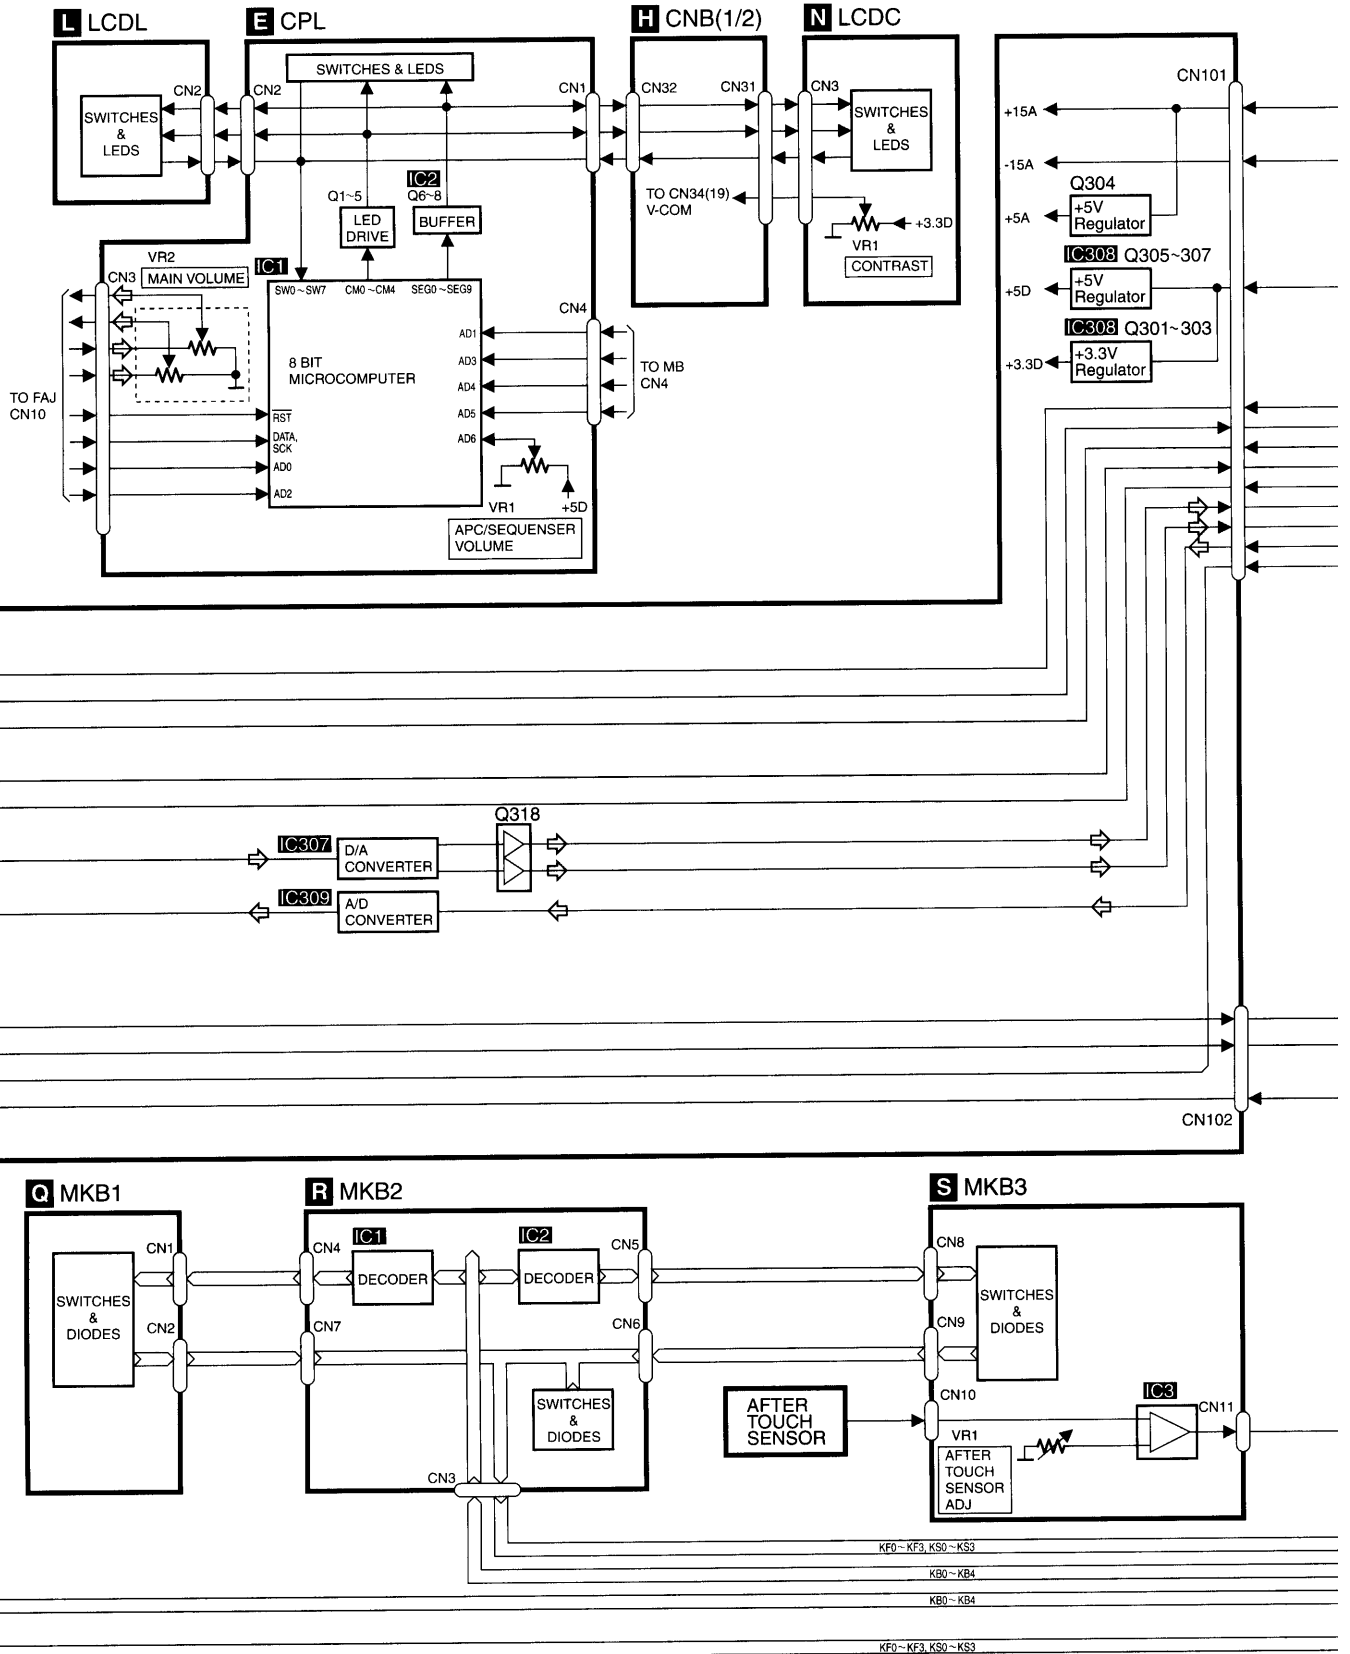 L LCDL
E CPL
H CNB(1/2)
N LCDC
SWITCHES & LEDS
CN2
CN2
CN1
CN32
CN31
CN3
CN101
SWITCHES
&
LEDS
SWITCHES
&
LEDS
+15A
-15A
IC2
Q1~5
Q6~8
LED
DRIVE
BUFFER
TO CN34(19)
V-COM
+3.3D
VR1
CONTRAST
Q304
+5A
+5V
Regulator
IC308 Q305~307
+5D
+5V
Regulator
IC308 Q301~303
+3.3D
+3.3V
Regulator
VR2
MAIN VOLUME
CN3
IC1
SW0~SW7
CM0~CM4
SEG0~SEG9
CN4
8 BIT
MICROCOMPUTER
AD1
AD3
AD4
AD5
AD6
TO MB
CN4
TO FAJ
CN10
RST
DATA,
SCK
AD0
AD2
VR1
+5D
APC/SEQUENSER
VOLUME
Q318
IC307
D/A
CONVERTER
IC309
A/D
CONVERTER
CN102
Q MKB1
R MKB2
S MKB3
CN1
CN4
IC1
DECODER
IC2
DECODER
CN5
CN8
SWITCHES
&
DIODES
CN2
CN7
CN6
CN9
SWITCHES
&
DIODES
SWITCHES
&
DIODES
CN3
AFTER
TOUCH
SENSOR
CN10
IC3
CN11
VR1
AFTER
TOUCH
SENSOR
ADJ
KF0~KF3, KS0~KS3
KB0~KB4
KB0~KB4
KF0~KF3, KS0~KS3